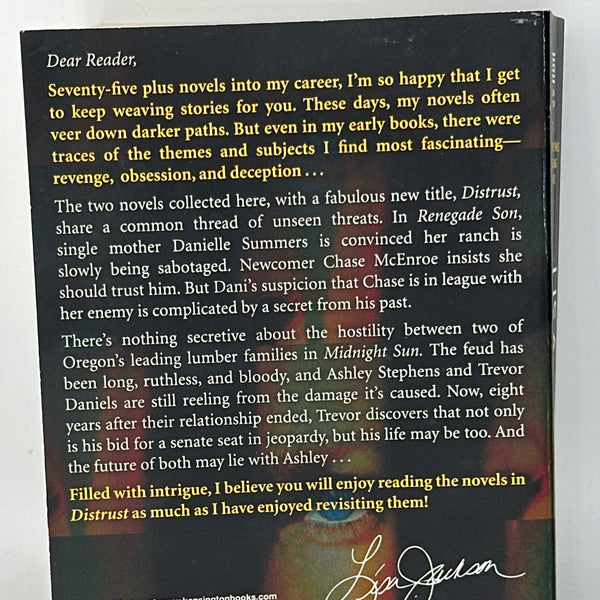 Dear Reader,
Seventy-five plus novels into my career, I'm so happy that I get
to keep weaving stories for you. These days, my novels often
veer down darker paths. But even in my early books, there were
traces of the themes and subjects I find most fascinating—
revenge, obsession, and deception . . .
The two novels collected here, with a fabulous new title, Distrust,
share a common thread of unseen threats. In Renegade Son,
single mother Danielle Summers is convinced her ranch is
slowly being sabotaged. Newcomer Chase McEnroe insists she
should trust him. But Dani's suspicion that Chase is in league with
her enemy is complicated by a secret from his past.
There's nothing secretive about the hostility between two of
Oregon's leading lumber families in Midnight Sun. The feud has
been long, ruthless, and bloody, and Ashley Stephens and Trevor
Daniels are still reeling from the damage it's caused. Now, eight
years after their relationship ended, Trevor discovers that not only
is his bid for a senate seat in jeopardy, but his life may be too. And
the future of both may lie with Ashley . . .
Filled with intrigue, I believe you will enjoy reading the novels in
Distrust as much as I have enjoyed revisiting them!
Lisa Jackson